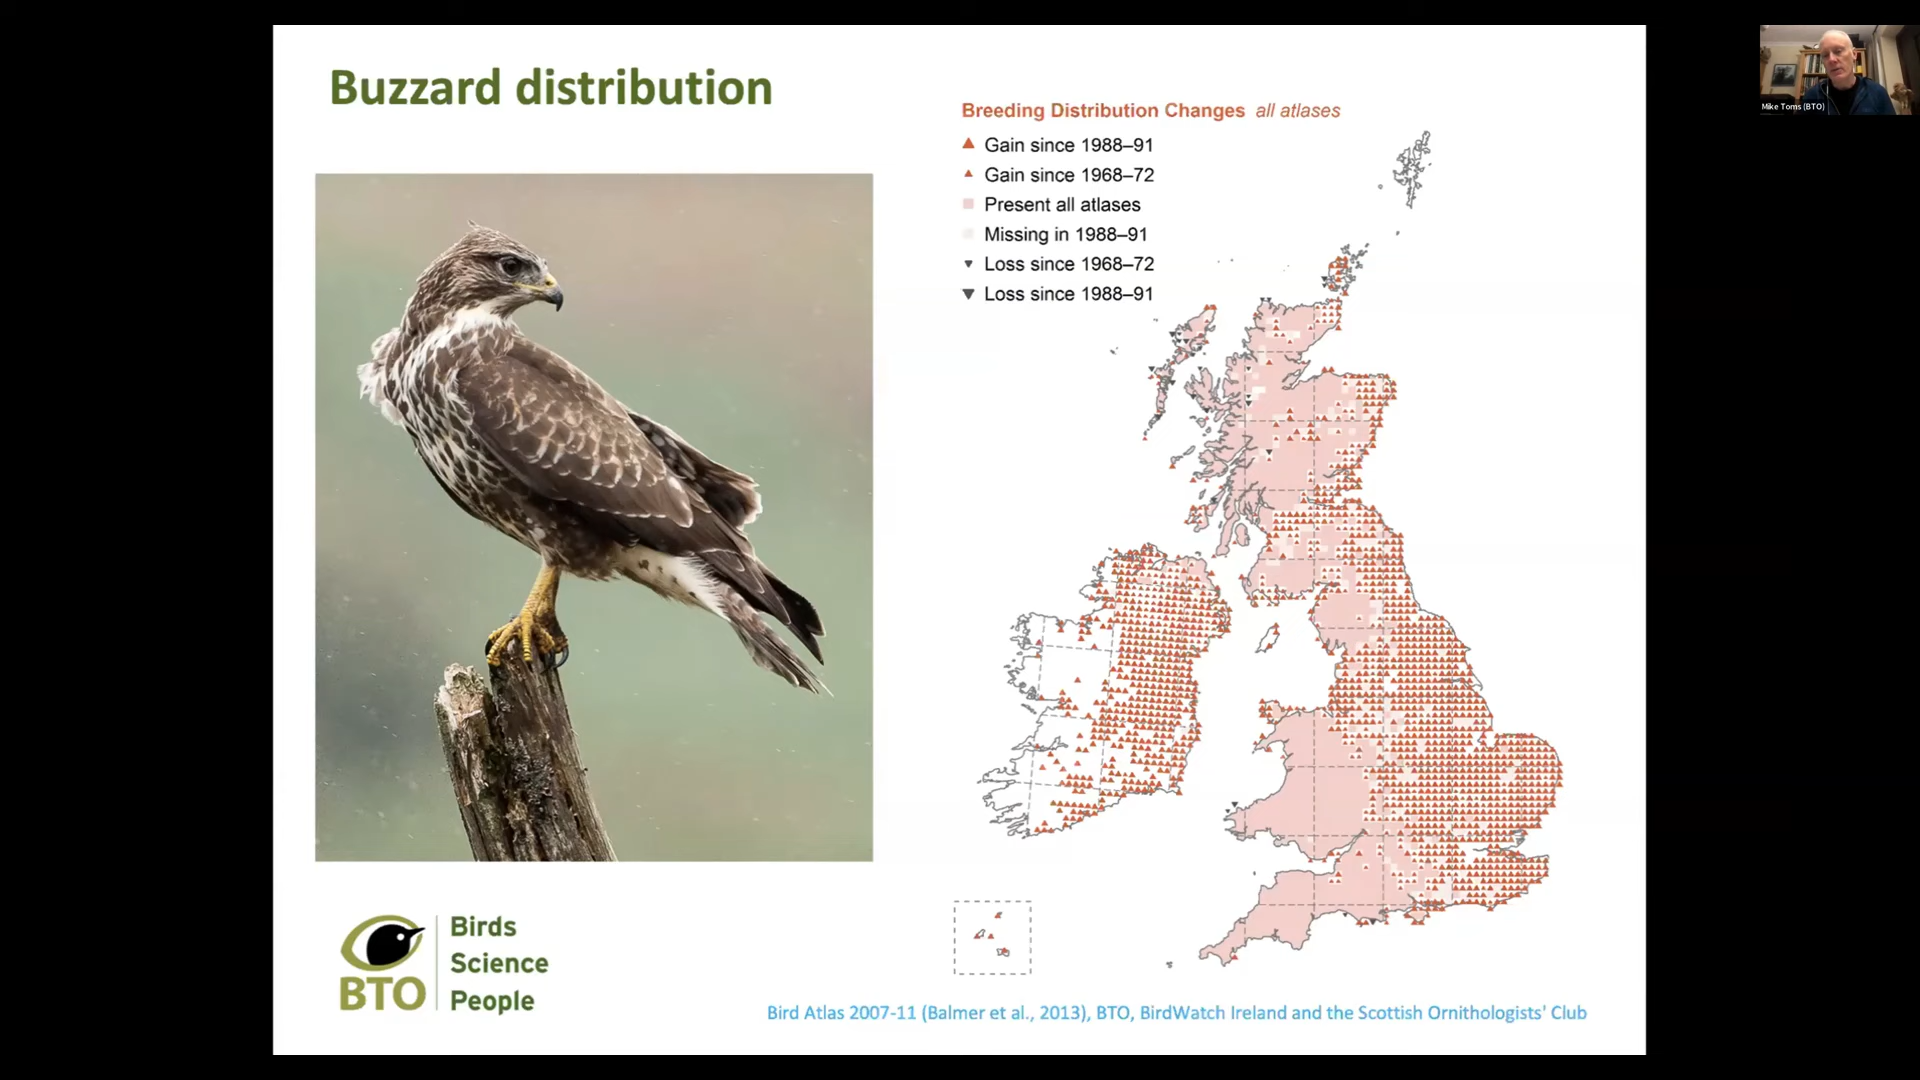 Buzzard distribution
Breeding Distribution Changes all atlases
Gain since 1988–91
Gain since 1968–72
Present all atlases
Missing in 1988–91
Loss since 1968–72
Loss since 1988–91
BTO
Birds
Science
People
Bird Atlas 2007-11 (Balmer et al., 2013), BTO, BirdWatch Ireland and the Scottish Ornithologists' Club
Mike Toms (BTO)